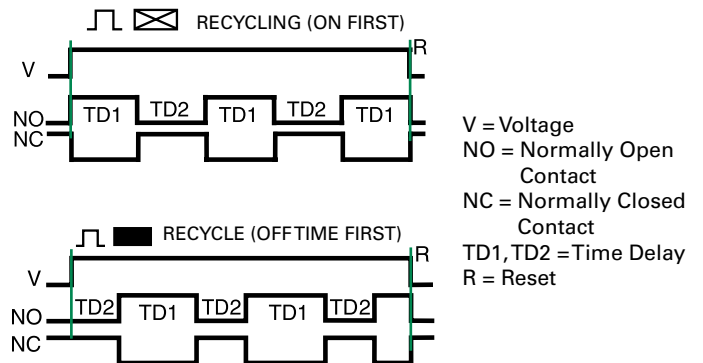 RECYCLING (ON FIRST)
R
V
NO
TD1 TD2 TD1 TD2 TD1
NC
RECYCLE (OFF TIME FIRST)
R
V
TD2 TD1 TD2 TD1 TD2
NO
NC
V = Voltage
NO = Normally Open
Contact
NC = Normally Closed
Contact
TD1, TD2 = Time Delay
R = Reset